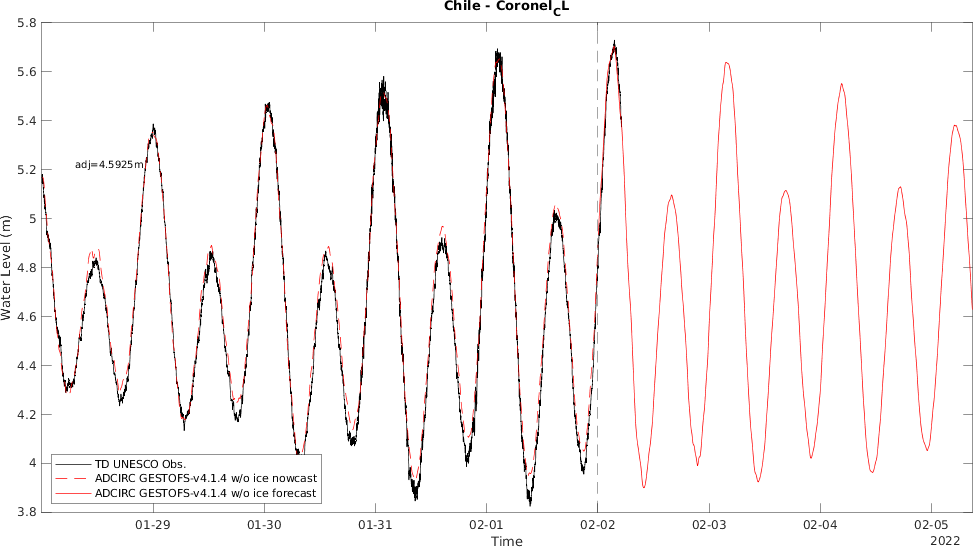 Chile - Coronel_CL
5.8
5.6
5.4
5.2
5
4.8
4.6
4.4
4.2
4
3.8
Water Level (m)
adj=4.5925m
TD UNESCO Obs.
ADCIRC GESTOFS-v4.1.4 w/o ice nowcast
ADCIRC GESTOFS-v4.1.4 w/o ice forecast
01-29 01-30 01-31 02-01 02-02 02-03 02-04 02-05
Time 2022